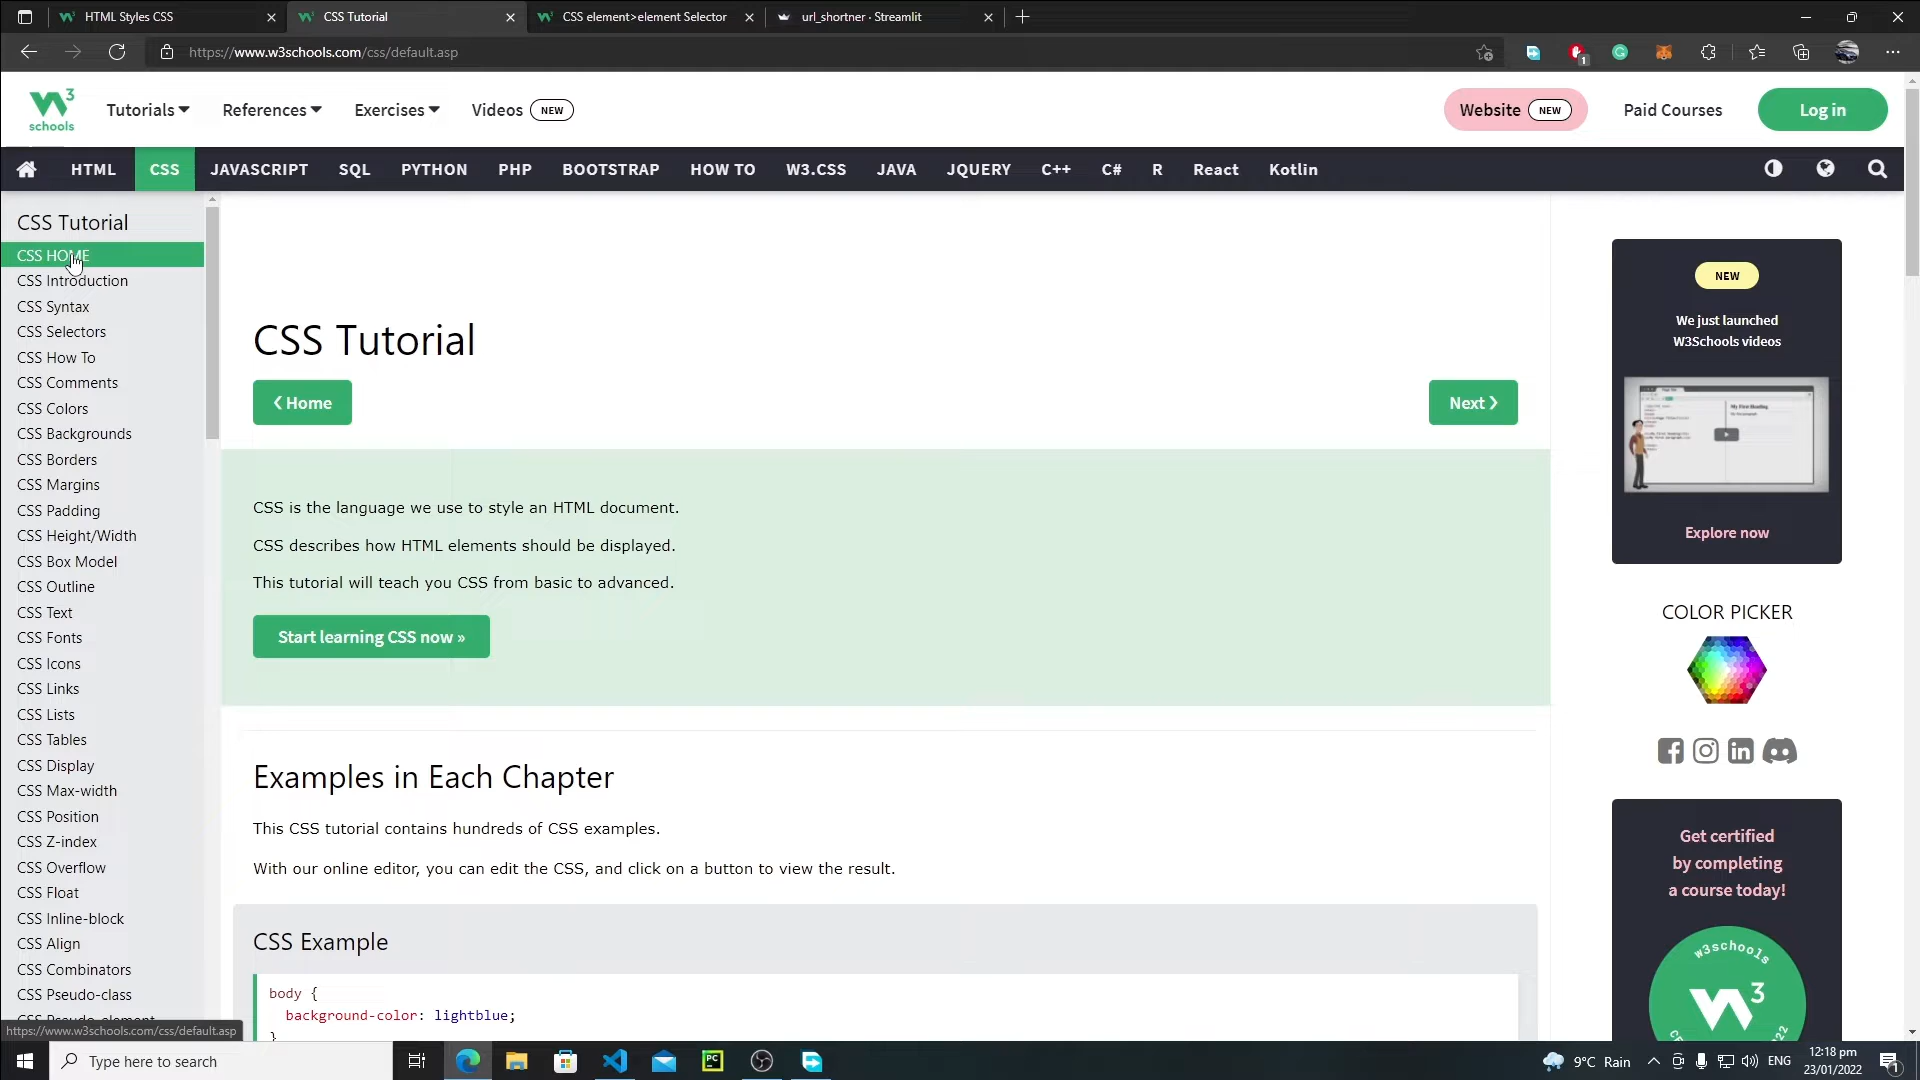 HTML Styles CSS
CSS Tutorial
CSS element>element Selector
url_shortner · Streamlit
https://www.w3schools.com/css/default.asp
1
3
schools
Tutorials
References
Exercises
Videos
NEW
Website
NEW
Paid Courses
Log in
HTML
CSS
JAVASCRIPT
SQL
PYTHON
PHP
BOOTSTRAP
HOW TO
W3.CSS
JAVA
JQUERY
C++
C#
R
React
Kotlin
CSS Tutorial
CSS HOME
CSS Introduction
CSS Syntax
CSS Selectors
CSS How To
CSS Comments
CSS Colors
CSS Backgrounds
CSS Borders
CSS Margins
CSS Padding
CSS Height/Width
CSS Box Model
CSS Outline
CSS Text
CSS Fonts
CSS Icons
CSS Links
CSS Lists
CSS Tables
CSS Display
CSS Max-width
CSS Position
CSS Z-index
CSS Overflow
CSS Float
CSS Inline-block
CSS Align
CSS Combinators
CSS Pseudo-class
https://www.w3schools.com/css/default.asp
CSS Tutorial
❮ Home
Next ❯
CSS is the language we use to style an HTML document.
CSS describes how HTML elements should be displayed.
This tutorial will teach you CSS from basic to advanced.
Start learning CSS now »
Examples in Each Chapter
This CSS tutorial contains hundreds of CSS examples.
With our online editor, you can edit the CSS, and click on a button to view the result.
CSS Example
body {
background-color: lightblue;
}
NEW
We just launched
W3Schools videos
My First Heading
Explore now
COLOR PICKER
Get certified
by completing
a course today!
w3schools
3
Type here to search
PC
9°C Rain
ENG
12:18 pm
23/01/2022
1